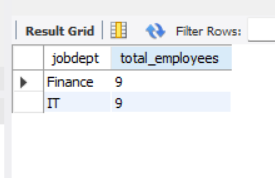 Result Grid Filter Rows:
jobdept total_employees
Finance 9
IT 9